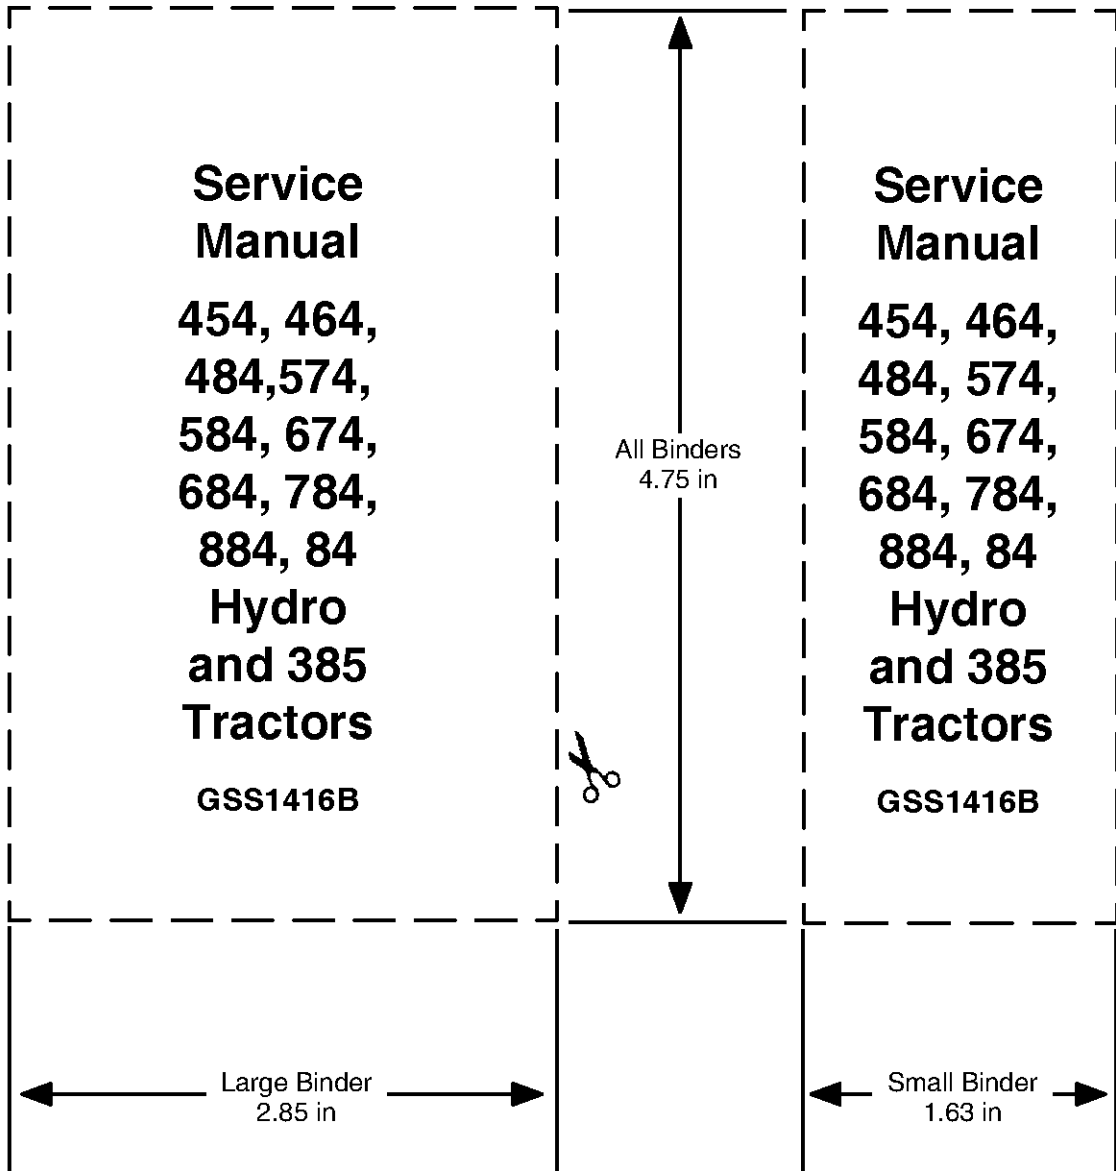 Service
Manual
454, 464,
484,574,
584, 674,
684, 784,
884, 84
Hydro
and 385
Tractors
GSS1416B
All Binders
4.75 in
Service
Manual
454, 464,
484, 574,
584, 674,
684, 784,
884, 84
Hydro
and 385
Tractors
GSS1416B
Large Binder
2.85 in
Small Binder
1.63 in